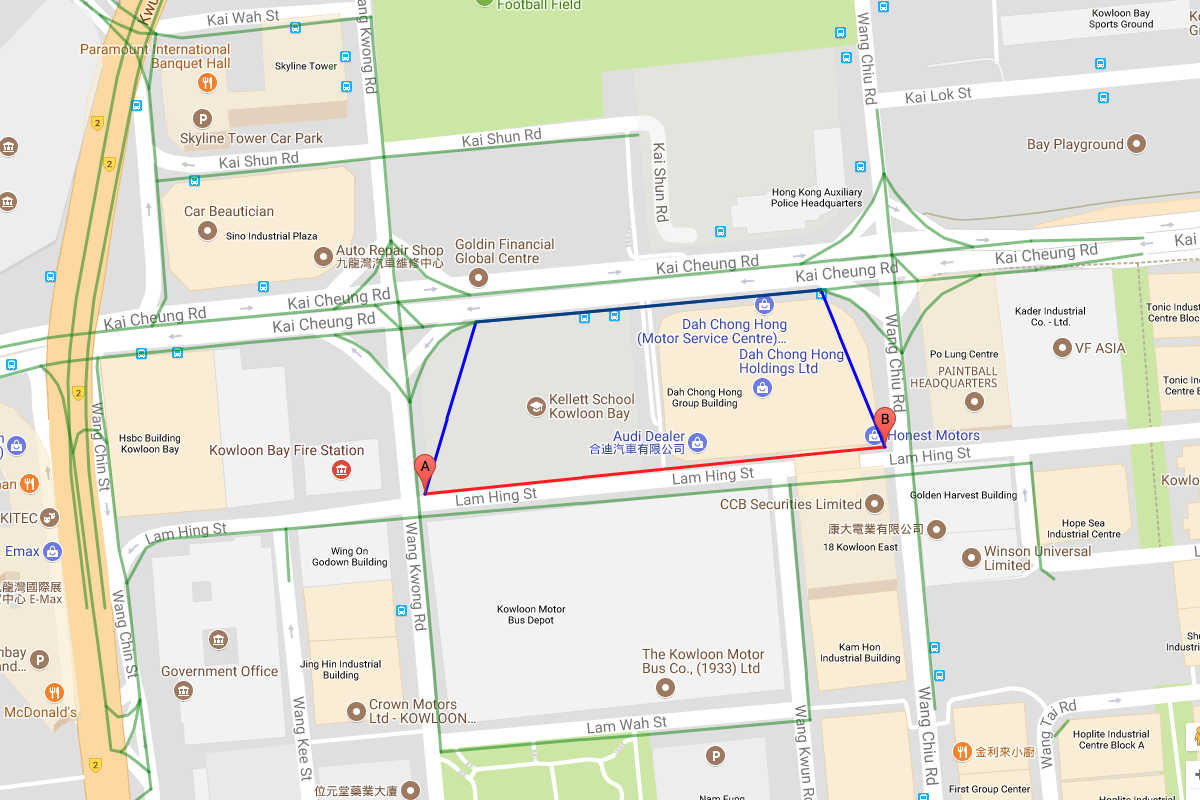 Football Field
Kai Wah St
Wang Kwong Rd
Wang Chiu Rd
Kowloon Bay
Sports Ground
Paramount International
Banquet Hall
Skyline Tower
P
Skyline Tower Car Park
2
2
Kai Lok St
Kai Shun Rd
Kai Shun Rd
Kai Shun Rd
Bay Playground
Hong Kong Auxiliary
Police Headquarters
Car Beautician
Sino Industrial Plaza
Auto Repair Shop
九龍灣汽車維修中心
Goldin Financial
Global Centre
Kai Cheung Rd
Kai Cheung Rd
Kai Cheung Rd
Kai
Kai Cheung Rd
Kai Cheung Rd
Kai Cheung Rd
Dah Chong Hong
(Motor Service Centre)...
Dah Chong Hong
Holdings Ltd
Dah Chong Hong
Group Building
Wang Chiu Rd
Kader Industrial
Co. - Ltd.
VF ASIA
Tonic Industrial
Centre Bloc
Tonic Indus
Centre B
Po Lung Centre
PAINTBALL
HEADQUARTERS
2
Wang Chin St
Hsbc Building
Kowloon Bay
Kellett School
Kowloon Bay
Audi Dealer
合迪汽車有限公司
B
Honest Motors
Kowloon Bay Fire Station
A
Lam Hing St
Lam Hing St
Lam Hing St
Lam Hing St
CCB Securities Limited
Golden Harvest Building
康大電業有限公司
18 Kowloon East
Hope Sea
Industrial Centre
Winson Universal
Limited
KITEC
Emax
Wing On
Godown Building
Wang Kwong Rd
Kowloon Motor
Bus Depot
Wang Chin St
Government Office
Jing Hin Industrial
Building
The Kowloon Motor
Bus Co., (1933) Ltd
Kam Hon
Industrial Building
P
McDonald's
Crown Motors
Ltd - KOWLOON...
Wang Kee St
Lam Wah St
Wang Kwun Rd
Wang Chiu Rd
Wang Tai Rd
Hoplite Industrial
Centre Block A
2
P
金利來小廚
位元堂藥業大廈
Nam Fung
First Group Center
Hoplite Industrial